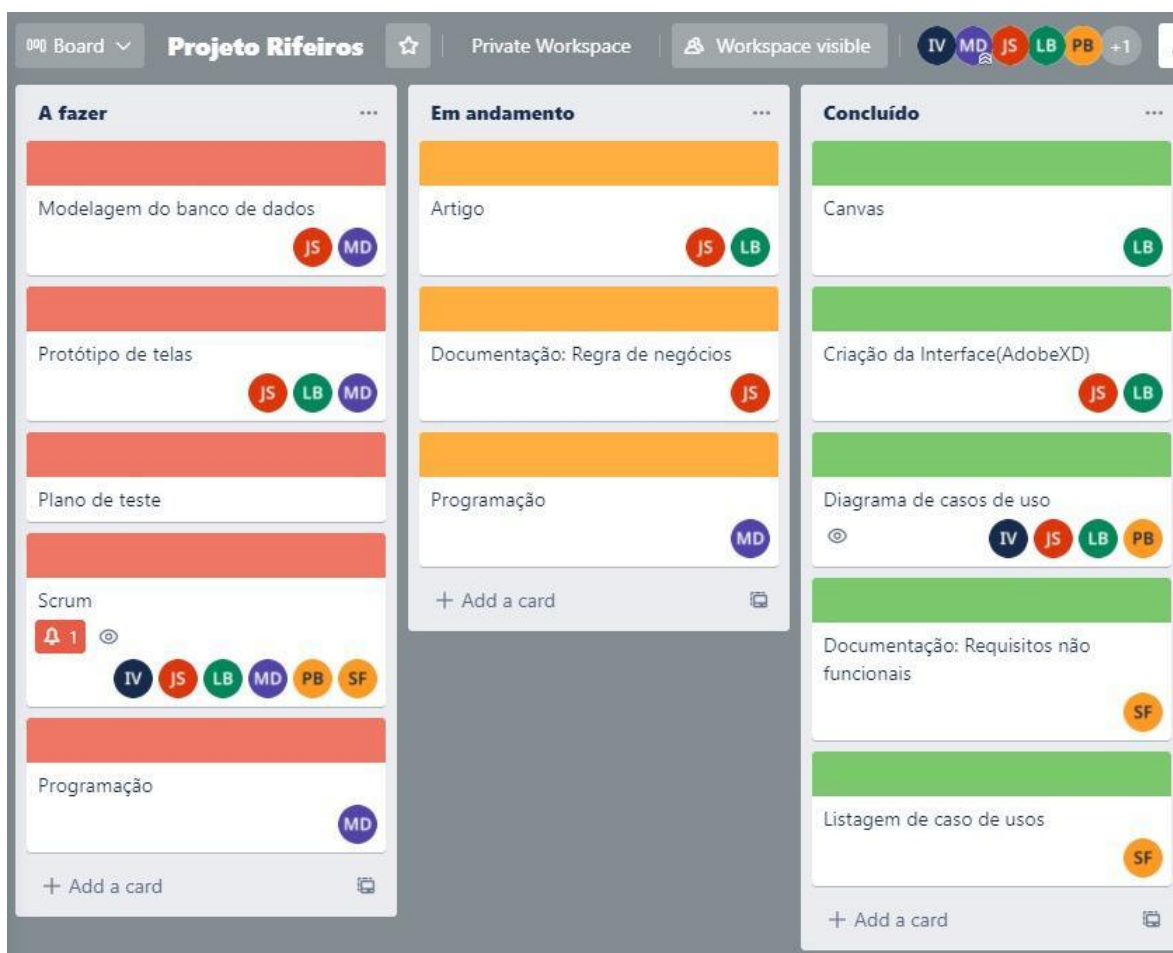 Board
Projeto Rifeiros
Private Workspace
Workspace visible
IV MD JS LB PB +1
A fazer
Modelagem do banco de dados
JS MD
Protótipo de telas
JS LB MD
Plano de teste
Scrum
1
IV JS LB MD PB SF
Programação
MD
+ Add a card
Em andamento
Artigo
JS LB
Documentação: Regra de negócios
JS
Programação
MD
+ Add a card
Concluído
Canvas
LB
Criação da Interface(AdobeXD)
JS LB
Diagrama de casos de uso
IV JS LB PB
Documentação: Requisitos não
funcionais
SF
Listagem de caso de usos
SF
+ Add a card